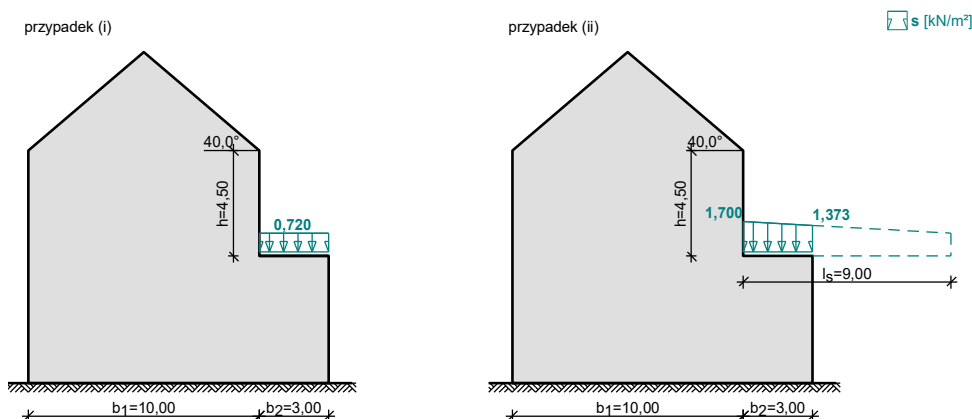 przypadek (i)
40,0°
h=4,50
0,720
b1=10,00
b2=3,00
przypadek (ii)
s [kN/m²]
40,0°
h=4,50
1,700
1,373
ls=9,00
b1=10,00
b2=3,00